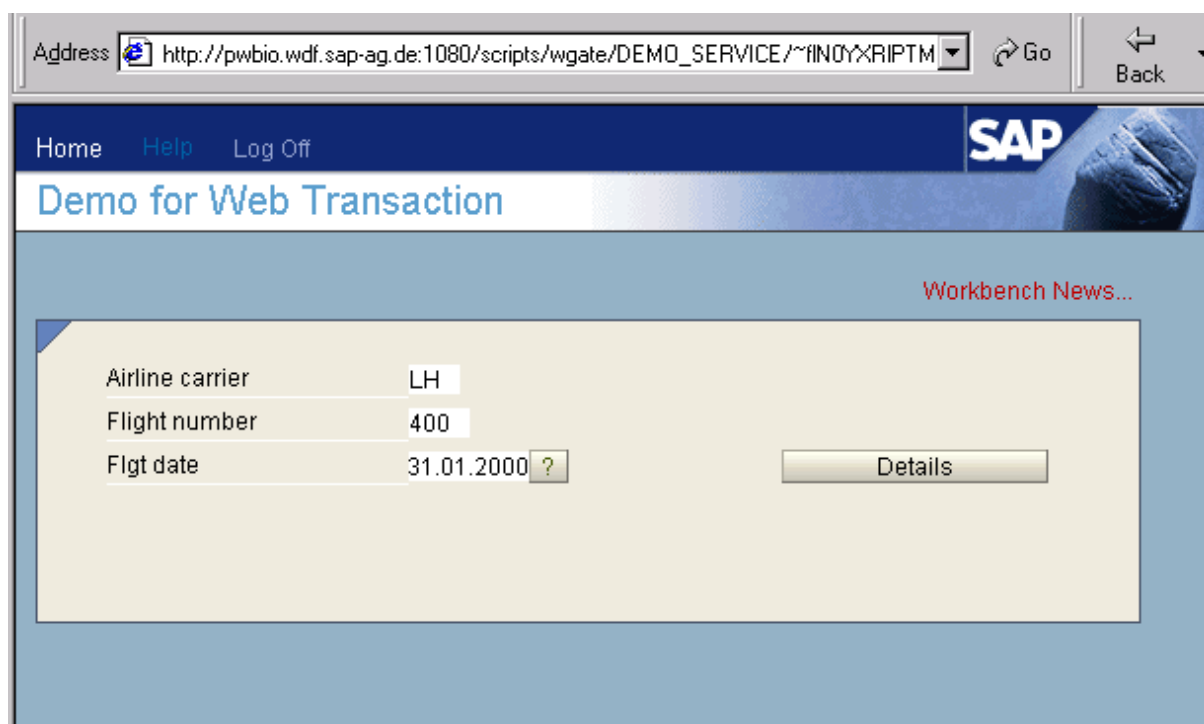 Address http://pwbio.wdf.sap-ag.de:1080/scripts/wgate/DEMO_SERVICE/ Go Back
Home Help Log Off SAP
Demo for Web Transaction
Workbench News...
Airline carrier LH
Flight number 400
Flgt date 31.01.2000 ? Details